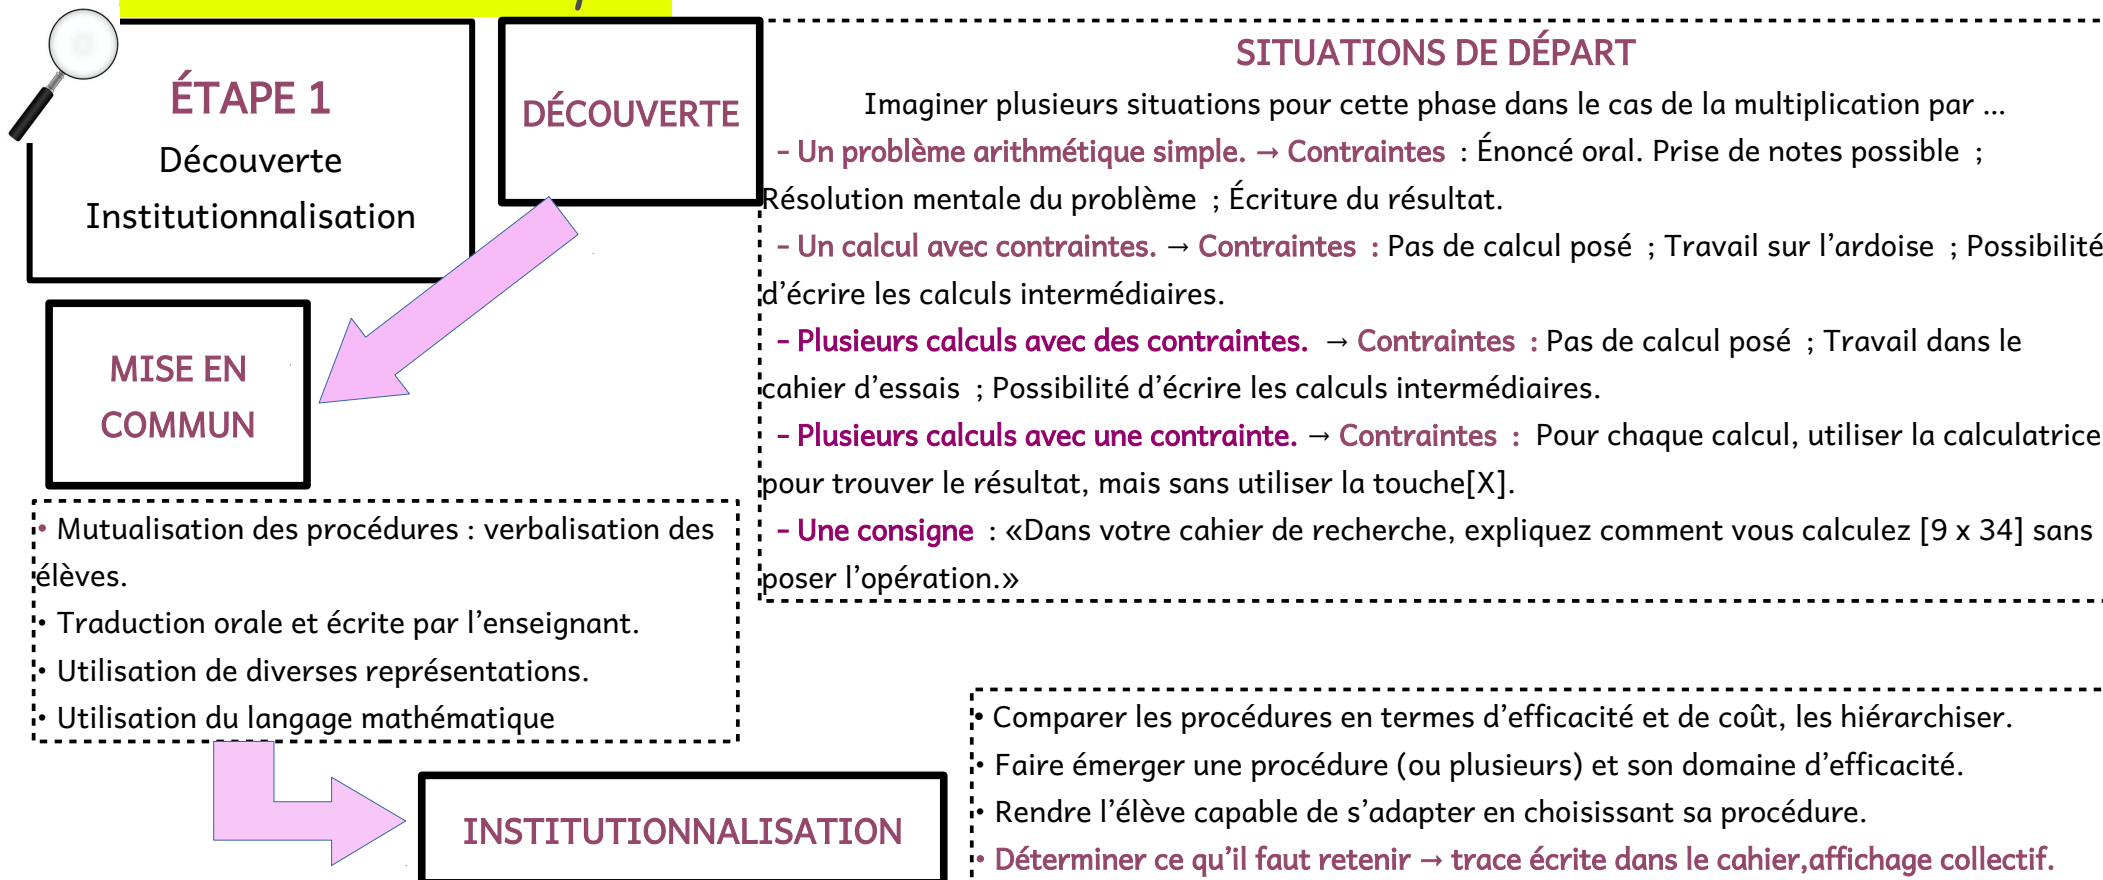 ÉTAPE 1
Découverte
Institutionnalisation
DÉCOUVERTE
SITUATIONS DE DÉPART
Imaginer plusieurs situations pour cette phase dans le cas de la multiplication par ...
- Un problème arithmétique simple. → Contraintes : Énoncé oral. Prise de notes possible ;
Résolution mentale du problème ; Écriture du résultat.
- Un calcul avec contraintes. → Contraintes : Pas de calcul posé ; Travail sur l’ardoise ; Possibilité
d’écrire les calculs intermédiaires.
- Plusieurs calculs avec des contraintes. → Contraintes : Pas de calcul posé ; Travail dans le
cahier d’essais ; Possibilité d’écrire les calculs intermédiaires.
- Plusieurs calculs avec une contrainte. → Contraintes : Pour chaque calcul, utiliser la calculatrice
pour trouver le résultat, mais sans utiliser la touche[X].
- Une consigne : «Dans votre cahier de recherche, expliquez comment vous calculez [9 x 34] sans
poser l’opération.»
MISE EN
COMMUN
• Mutualisation des procédures : verbalisation des
élèves.
• Traduction orale et écrite par l’enseignant.
• Utilisation de diverses représentations.
• Utilisation du langage mathématique
INSTITUTIONNALISATION
• Comparer les procédures en termes d’efficacité et de coût, les hiérarchiser.
• Faire émerger une procédure (ou plusieurs) et son domaine d’efficacité.
• Rendre l’élève capable de s’adapter en choisissant sa procédure.
• Déterminer ce qu’il faut retenir → trace écrite dans le cahier,affichage collectif.